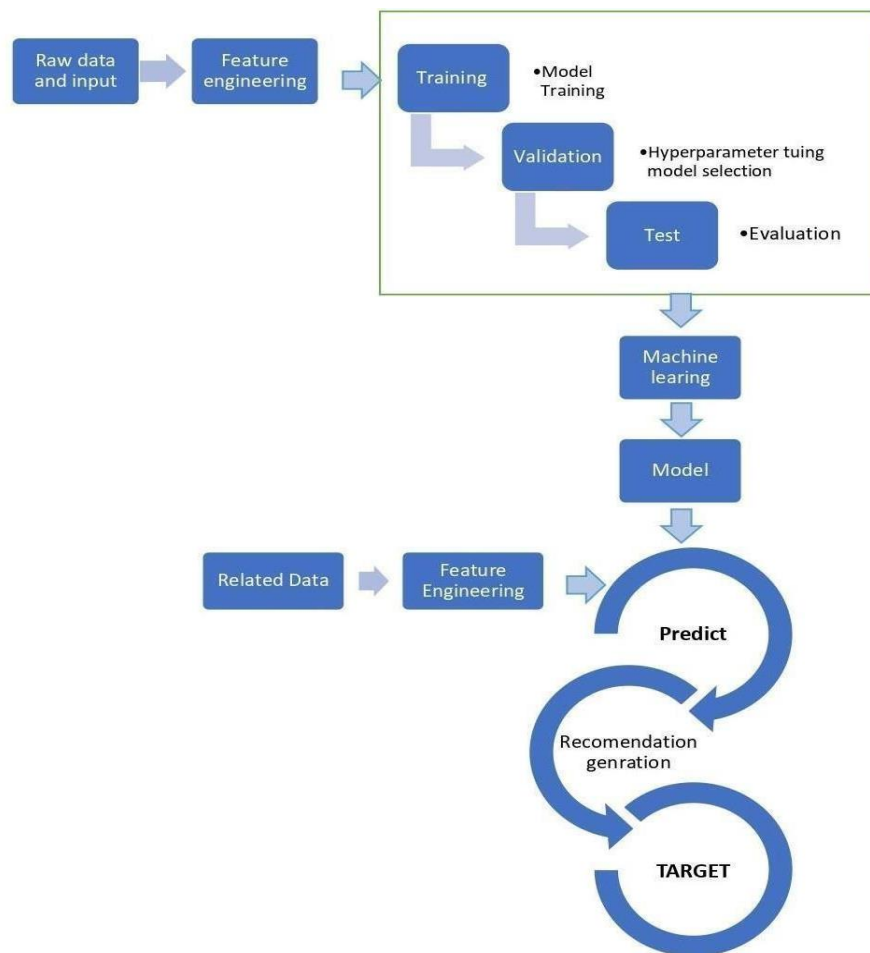 Raw data
and input
Feature
engineering
Training
•Model
Training
Validation
•Hyperparameter tuing
model selection
Test
•Evaluation
Machine
learing
Model
Related Data
Feature
Engineering
Predict
Recomendation
genration
TARGET